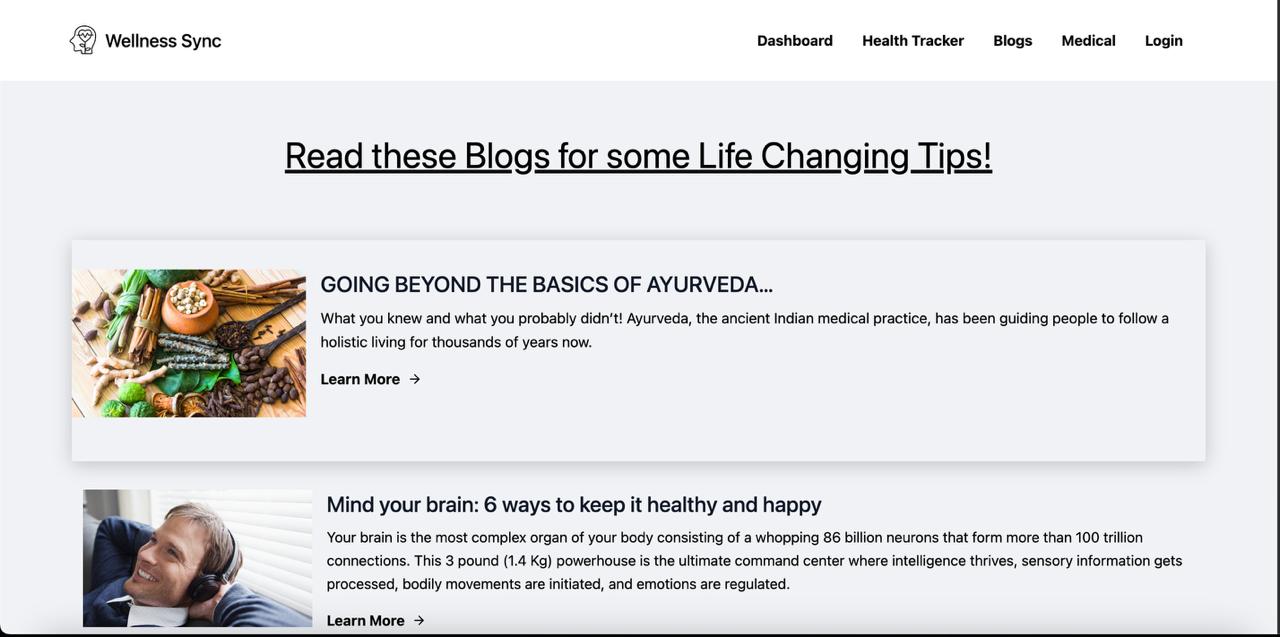 Wellness Sync
Dashboard
Health Tracker
Blogs
Medical
Login
Read these Blogs for some Life Changing Tips!
GOING BEYOND THE BASICS OF AYURVEDA...
What you knew and what you probably didn’t! Ayurveda, the ancient Indian medical practice, has been guiding people to follow a
holistic living for thousands of years now.
Learn More →
Mind your brain: 6 ways to keep it healthy and happy
Your brain is the most complex organ of your body consisting of a whopping 86 billion neurons that form more than 100 trillion
connections. This 3 pound (1.4 Kg) powerhouse is the ultimate command center where intelligence thrives, sensory information gets
processed, bodily movements are initiated, and emotions are regulated.
Learn More →